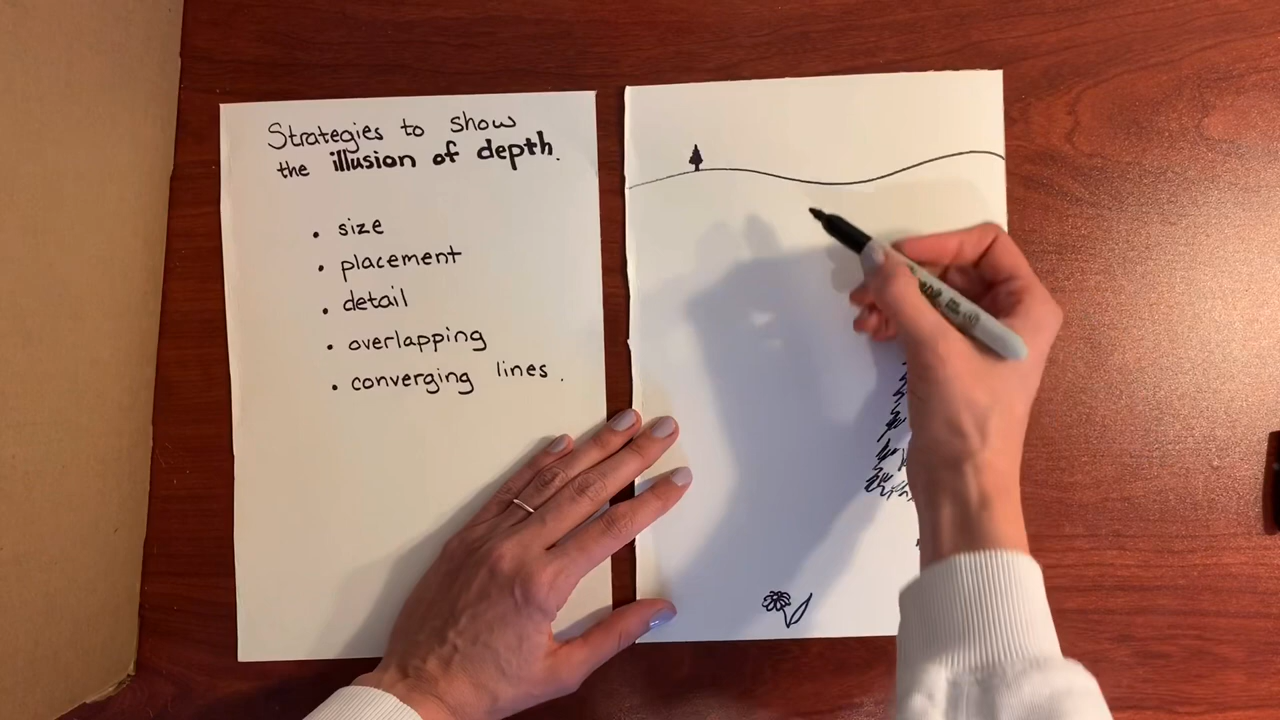 Strategies to show
the illusion of depth.
• size
• placement
• detail
• overlapping
• converging lines.